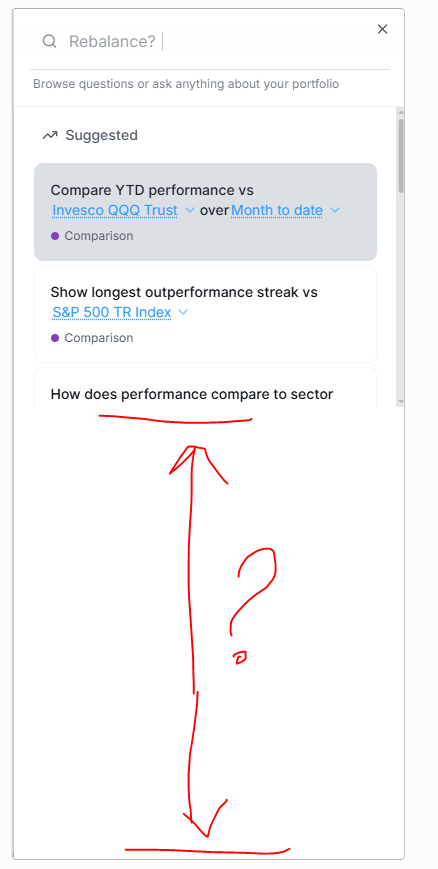 Rebalance?
Browse questions or ask anything about your portfolio
Suggested
Compare YTD performance vs
Invesco QQQ Trust over Month to date
Comparison
Show longest outperformance streak vs
S&P 500 TR Index
Comparison
How does performance compare to sector
?